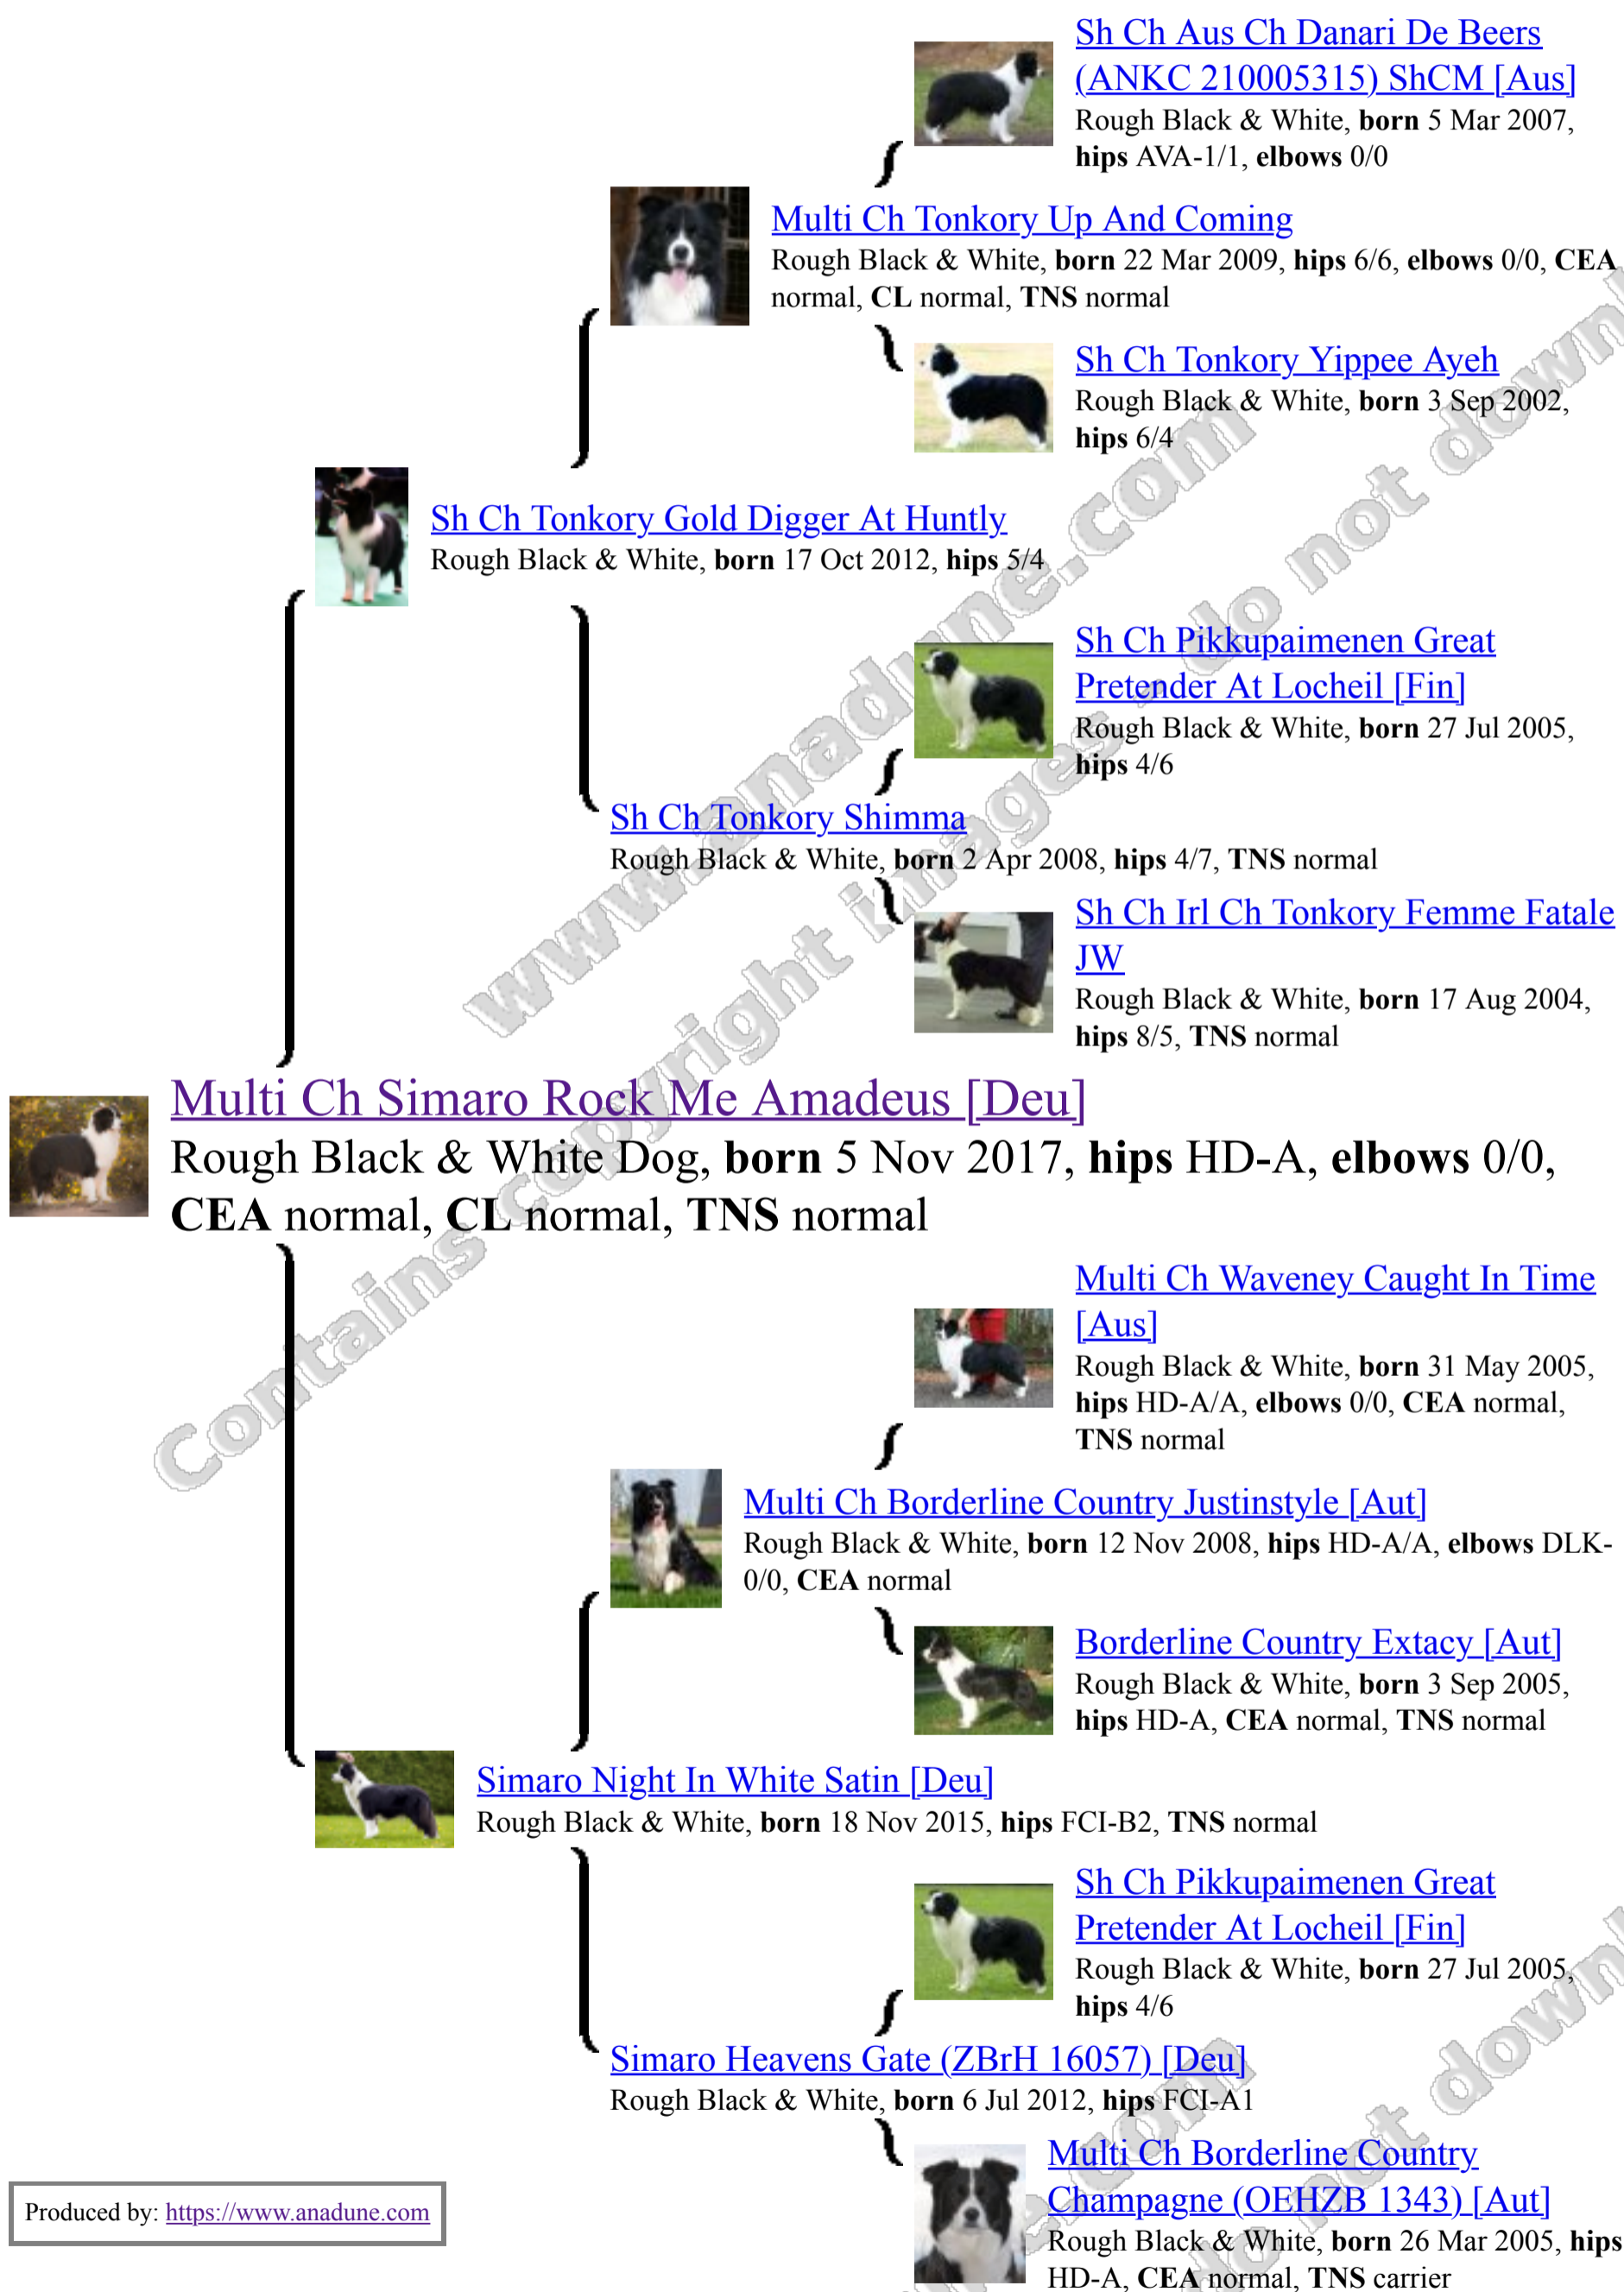 Sh Ch Aus Ch Danari De Beers
(ANKC 210005315) ShCM [Aus]
Rough Black & White, born 5 Mar 2007,
hips AVA-1/1, elbows 0/0
Multi Ch Tonkory Up And Coming
Rough Black & White, born 22 Mar 2009, hips 6/6, elbows 0/0, CEA
normal, CL normal, TNS normal
Sh Ch Tonkory Yippee Ayeh
Rough Black & White, born 3 Sep 2002,
hips 6/4
Sh Ch Tonkory Gold Digger At Huntly
Rough Black & White, born 17 Oct 2012, hips 5/4
Sh Ch Pikkupaimenen Great
Pretender At Locheil [Fin]
Rough Black & White, born 27 Jul 2005,
hips 4/6
Sh Ch Tonkory Shimma
Rough Black & White, born 2 Apr 2008, hips 4/7, TNS normal
Sh Ch Irl Ch Tonkory Femme Fatale
JW
Rough Black & White, born 17 Aug 2004,
hips 8/5, TNS normal
Multi Ch Simaro Rock Me Amadeus [Deu]
Rough Black & White Dog, born 5 Nov 2017, hips HD-A, elbows 0/0,
CEA normal, CL normal, TNS normal
Multi Ch Waveney Caught In Time
[Aus]
Rough Black & White, born 31 May 2005,
hips HD-A/A, elbows 0/0, CEA normal,
TNS normal
Multi Ch Borderline Country Justinstyle [Aut]
Rough Black & White, born 12 Nov 2008, hips HD-A/A, elbows DLK-
0/0, CEA normal
Borderline Country Extacy [Aut]
Rough Black & White, born 3 Sep 2005,
hips HD-A, CEA normal, TNS normal
Simaro Night In White Satin [Deu]
Rough Black & White, born 18 Nov 2015, hips FCI-B2, TNS normal
Sh Ch Pikkupaimenen Great
Pretender At Locheil [Fin]
Rough Black & White, born 27 Jul 2005,
hips 4/6
Simaro Heavens Gate (ZBrH 16057) [Deu]
Rough Black & White, born 6 Jul 2012, hips FCI-A1
Multi Ch Borderline Country
Champagne (OEHZB 1343) [Aut]
Rough Black & White, born 26 Mar 2005, hips
HD-A, CEA normal, TNS carrier
Produced by: https://www.anadune.com
www.anadune.com
Contains copyright images - do not downl